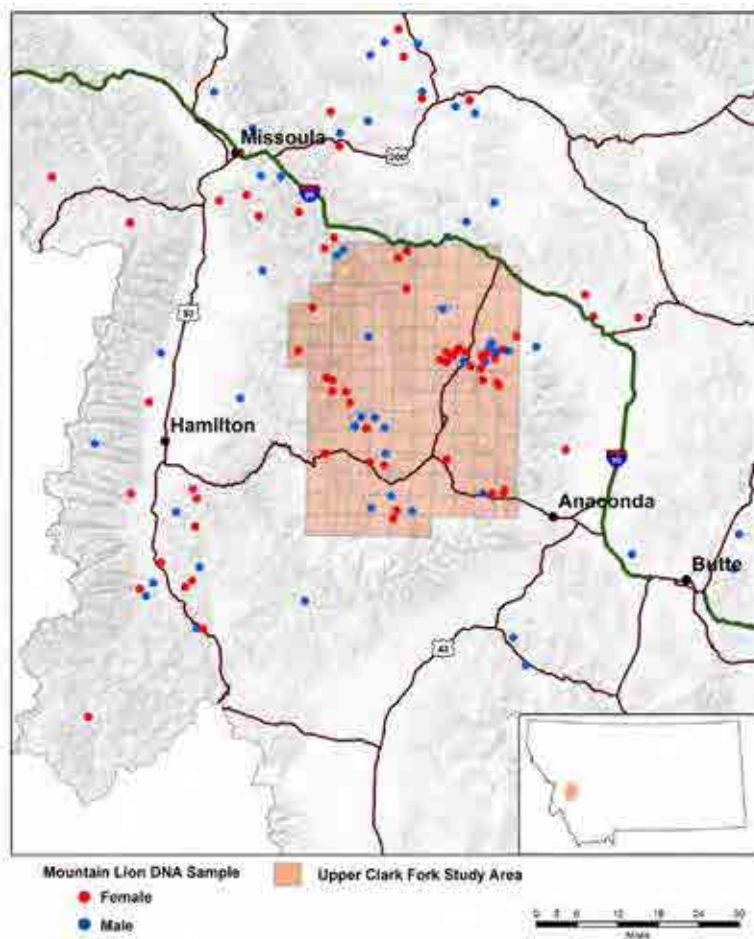 Missoula
200
90
93
Hamilton
90
Anaconda
Butte
43
Mountain Lion DNA Sample
Female
Male
Upper Clark Fork Study Area
0
6
12
18
24
30
Miles